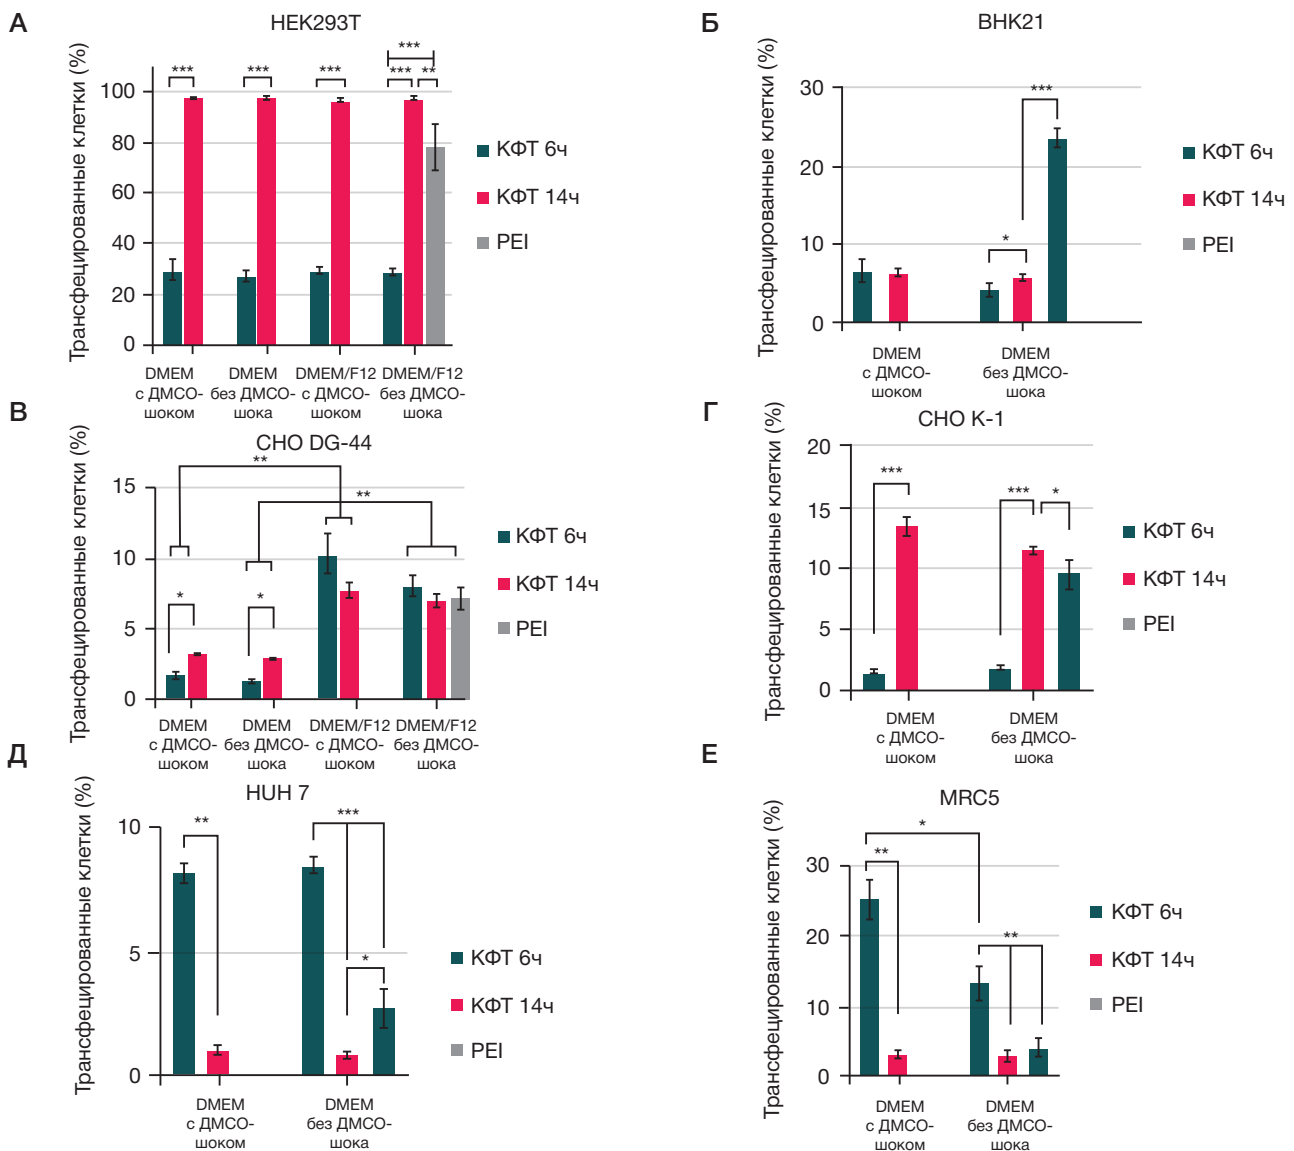 А
HEK293T
Трансфецированные клетки (%)
100
80
60
40
20
0
***
***
***
***
***
**
DMEM
с ДМСО-
шоком
DMEM
без ДМСО-
шока
DMEM/F12
с ДМСО-
шоком
DMEM/F12
без ДМСО-
шока
КФТ 6ч
КФТ 14ч
PEI
Б
BHK21
Трансфецированные клетки (%)
30
20
10
0
*
***
DMEM
с ДМСО-
шоком
DMEM
без ДМСО-
шока
КФТ 6ч
КФТ 14ч
PEI
В
CHO DG-44
Трансфецированные клетки (%)
15
10
5
0
**
**
*
*
DMEM
с ДМСО-
шоком
DMEM
без ДМСО-
шока
DMEM/F12
с ДМСО-
шоком
DMEM/F12
без ДМСО-
шока
КФТ 6ч
КФТ 14ч
PEI
Г
CHO K-1
Трансфецированные клетки (%)
20
15
10
5
0
***
***
*
DMEM
с ДМСО-
шоком
DMEM
без ДМСО-
шока
КФТ 6ч
КФТ 14ч
PEI
Д
HUH 7
Трансфецированные клетки (%)
10
5
0
**
***
*
DMEM
с ДМСО-
шоком
DMEM
без ДМСО-
шока
КФТ 6ч
КФТ 14ч
PEI
Е
MRC5
Трансфецированные клетки (%)
30
20
10
0
*
**
**
DMEM
с ДМСО-
шоком
DMEM
без ДМСО-
шока
КФТ 6ч
КФТ 14ч
PEI